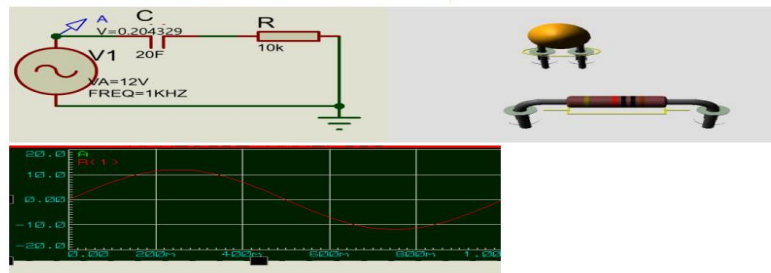 A
V=0.204329
C
20F
R
10k
V1
VA=12V
FREQ=1KHZ
20.0
A
R(1)
10.0
0.00
-10.0
-20.0
0.00 200m 400m 600m 800m 1.00